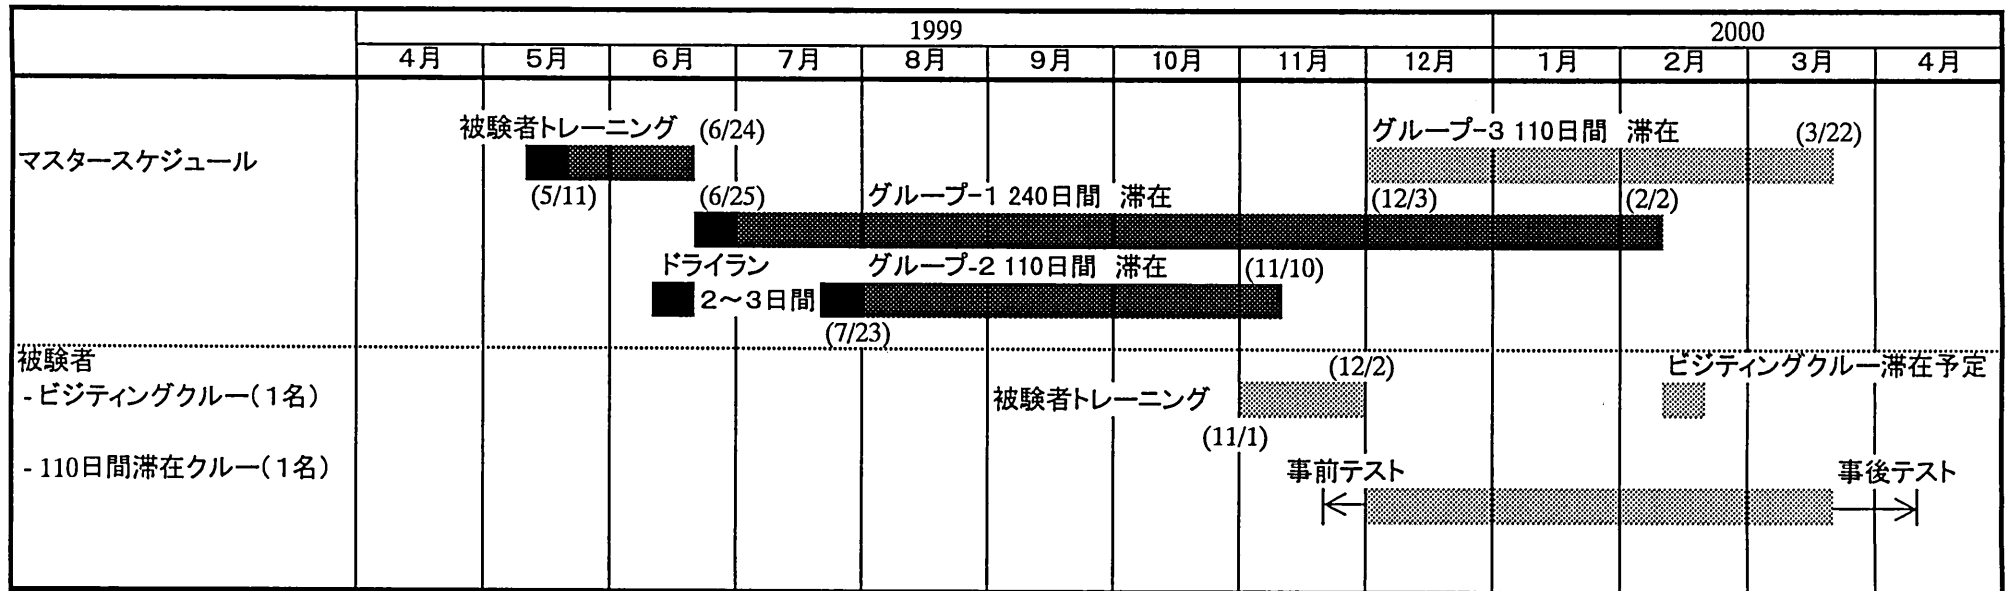 1999 2000
4月 5月 6月 7月 8月 9月 10月 11月 12月 1月 2月 3月 4月
被験者トレーニング (6/24) グループ-3 110日間 滞在 (3/22)
マスタースケジュール
(5/11) (6/25) グループ-1 240日間 滞在 (12/3) (2/2)
ドライラン グループ-2 110日間 滞在 (11/10)
2～3日間
(7/23)
被験者 (12/2) ビジティングクルー滞在予定
- ビジティングクルー(1名) 被験者トレーニング
(11/1)
- 110日間滞在クルー(1名) 事前テスト 事後テスト